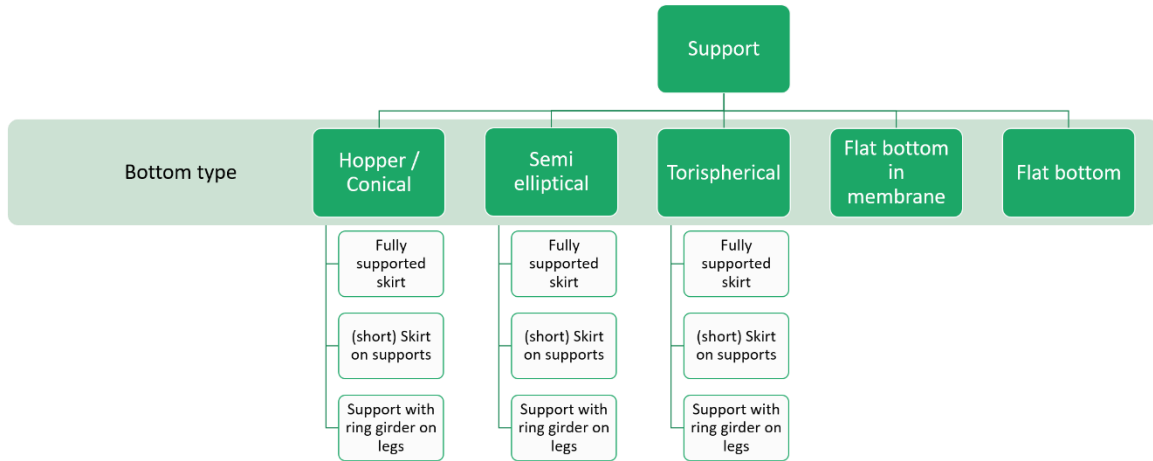 Support
Bottom type
Hopper /
Conical
Semi
elliptical
Torispherical
Flat bottom
in
membrane
Flat bottom
Fully
supported
skirt
(short) Skirt
on supports
Support with
ring girder on
legs
Fully
supported
skirt
(short) Skirt
on supports
Support with
ring girder on
legs
Fully
supported
skirt
(short) Skirt
on supports
Support with
ring girder on
legs